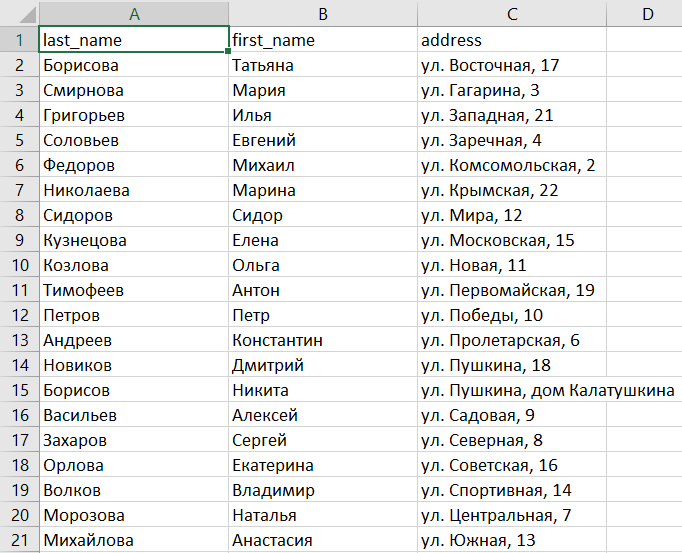 A B C D
1 last_name first_name address
2 Борисова Татьяна ул. Восточная, 17
3 Смирнова Мария ул. Гагарина, 3
4 Григорьев Илья ул. Западная, 21
5 Соловьев Евгений ул. Заречная, 4
6 Федоров Михаил ул. Комсомольская, 2
7 Николаева Марина ул. Крымская, 22
8 Сидоров Сидор ул. Мира, 12
9 Кузнецова Елена ул. Московская, 15
10 Козлова Ольга ул. Новая, 11
11 Тимофеев Антон ул. Первомайская, 19
12 Петров Петр ул. Победы, 10
13 Андреев Константин ул. Пролетарская, 6
14 Новиков Дмитрий ул. Пушкина, 18
15 Борисов Никита ул. Пушкина, дом Калатушкина
16 Васильев Алексей ул. Садовая, 9
17 Захаров Сергей ул. Северная, 8
18 Орлова Екатерина ул. Советская, 16
19 Волков Владимир ул. Спортивная, 14
20 Морозова Наталья ул. Центральная, 7
21 Михайлова Анастасия ул. Южная, 13